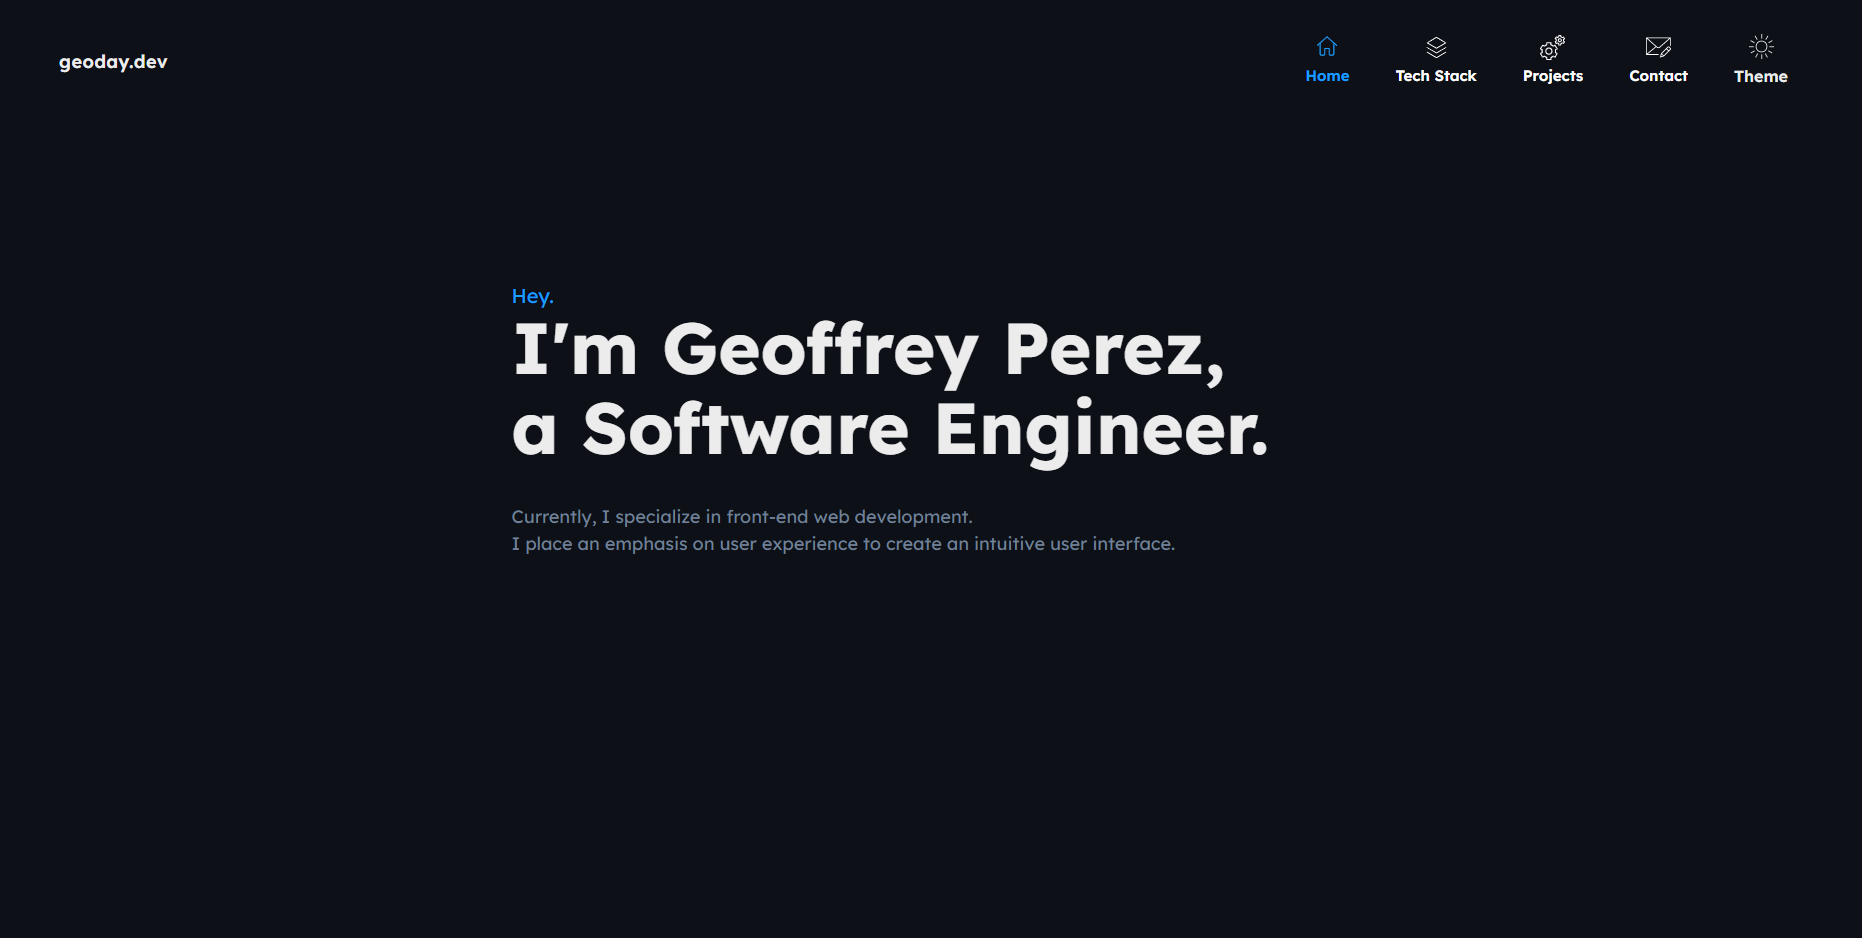 geoday.dev
Home
Tech Stack
Projects
Contact
Theme
Hey.
I'm Geoffrey Perez,
a Software Engineer.
Currently, I specialize in front-end web development.
I place an emphasis on user experience to create an intuitive user interface.